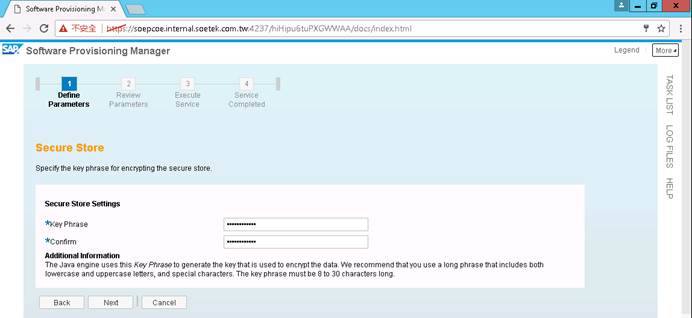 Software Provisioning M
不安全 https://soepcoe.internal.soetek.com.tw:4237/hiHipu6tuPXGWWAA/docs/index.html
SAP Software Provisioning Manager
Legend More
1 2 3 4
Define Parameters
Review Parameters
Execute Service
Service Completed
TASK LIST
LOG FILES
HELP
Secure Store
Specify the key phrase for encrypting the secure store.
Secure Store Settings
*Key Phrase ••••••••••••
*Confirm ••••••••••••
Additional Information
The Java engine uses this Key Phrase to generate the key that is used to encrypt the data. We recommend that you use a long phrase that includes both
lowercase and uppercase letters, and special characters. The key phrase must be 8 to 30 characters long.
Back Next Cancel